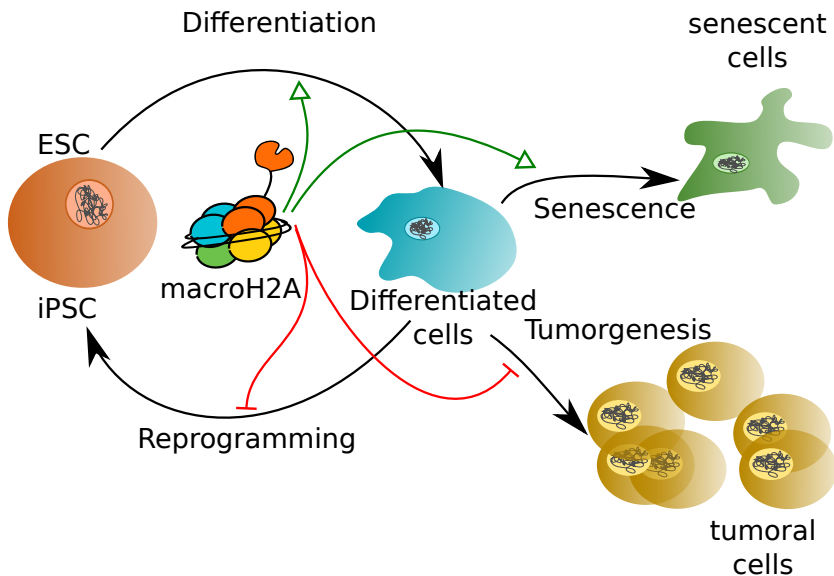 Differentiation
senescent
cells
ESC
Senescence
macroH2A
iPSC
Differentiated
cells
Tumorgenesis
Reprogramming
tumoral
cells